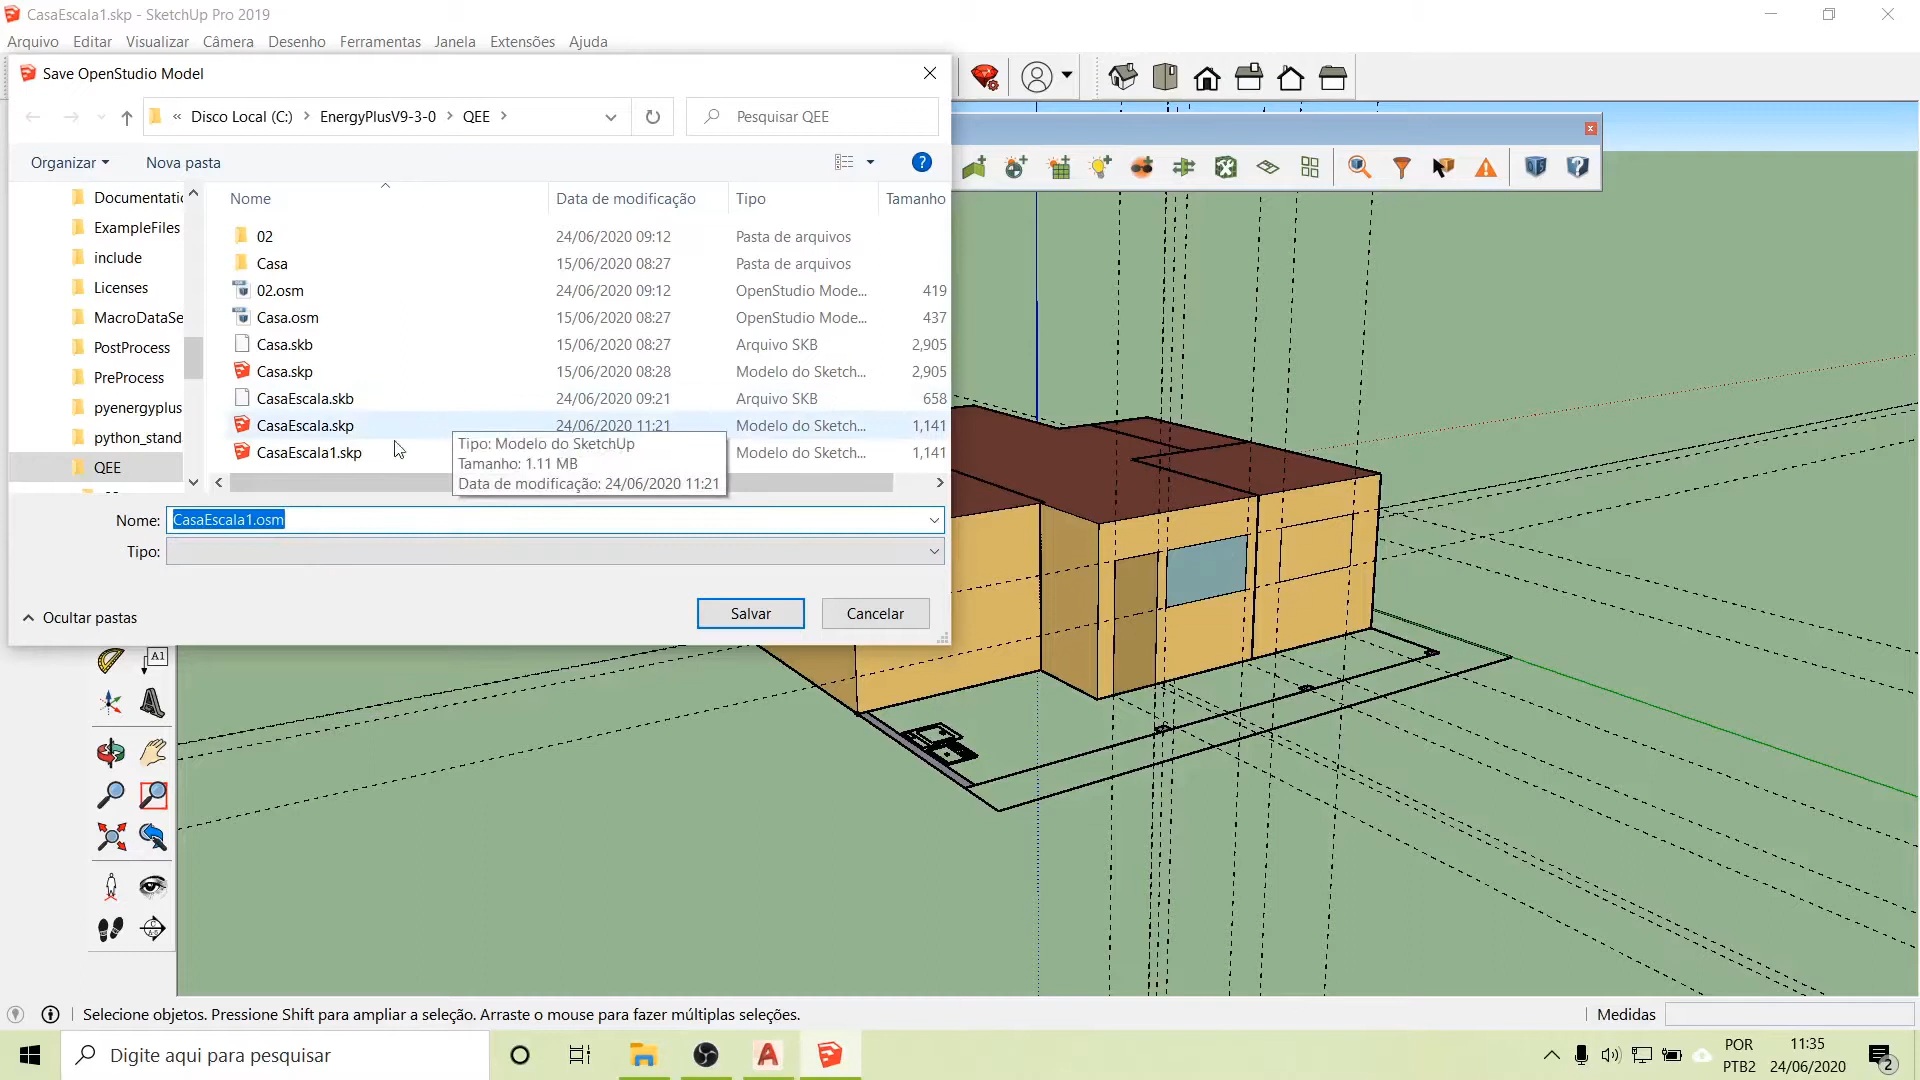 CasaEscala1.skp - SketchUp Pro 2019
Arquivo Editar Visualizar Câmera Desenho Ferramentas Janela Extensões Ajuda
Save OpenStudio Model
« Disco Local (C:) EnergyPlusV9-3-0 QEE
Pesquisar QEE
Organizar Nova pasta
Nome Data de modificação Tipo Tamanho
02 24/06/2020 09:12 Pasta de arquivos
Casa 15/06/2020 08:27 Pasta de arquivos
02.osm 24/06/2020 09:12 OpenStudio Mode... 419
Casa.osm 15/06/2020 08:27 OpenStudio Mode... 437
Casa.skb 15/06/2020 08:27 Arquivo SKB 2,905
Casa.skp 15/06/2020 08:28 Modelo do Sketch... 2,905
CasaEscala.skb 24/06/2020 09:21 Arquivo SKB 658
CasaEscala.skp 24/06/2020 11:21 Modelo do Sketch... 1,141
CasaEscala1.skp Modelo do Sketch... 1,141
Tipo: Modelo do SketchUp
Tamanho: 1.11 MB
Data de modificação: 24/06/2020 11:21
Documentatic
ExampleFiles
include
Licenses
MacroDataSe
PostProcess
PreProcess
pyenergyplus
python_stand
QEE
Nome: CasaEscala1.osm
Tipo:
Ocultar pastas
Salvar
Cancelar
A1
Selecione objetos. Pressione Shift para ampliar a seleção. Arraste o mouse para fazer múltiplas seleções.
Medidas
Digite aqui para pesquisar
POR
PTB2
11:35
24/06/2020
2